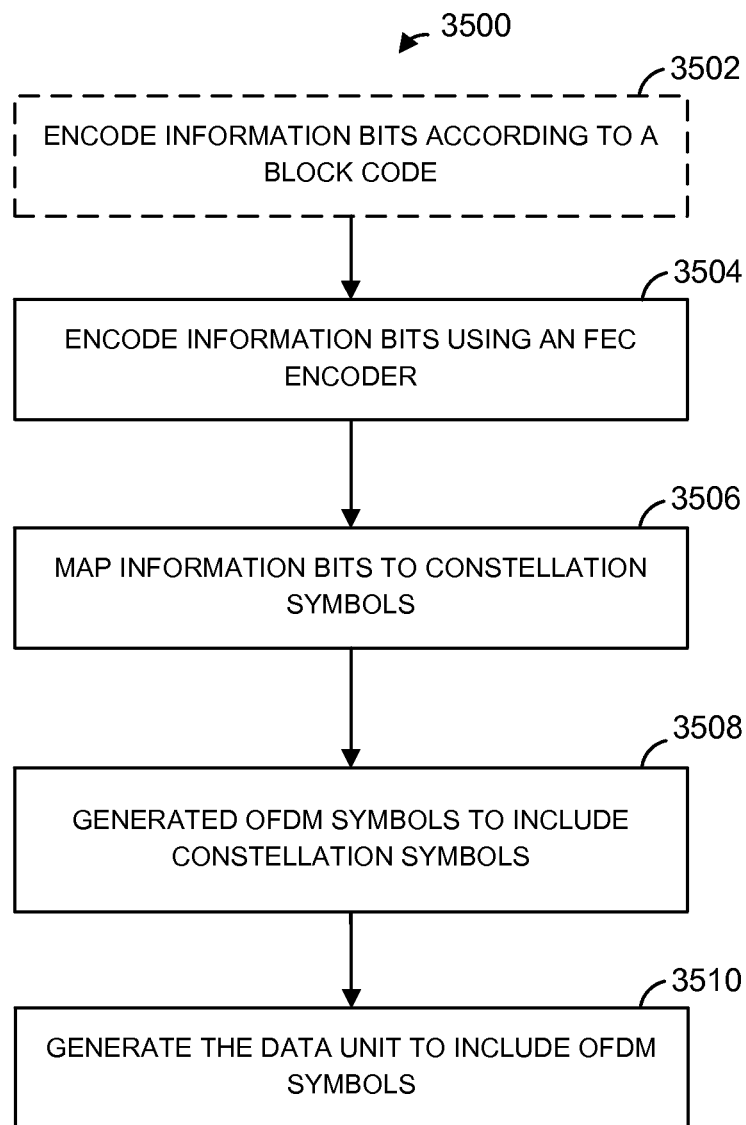 3500
3502
ENCODE INFORMATION BITS ACCORDING TO A
BLOCK CODE
3504
ENCODE INFORMATION BITS USING AN FEC
ENCODER
3506
MAP INFORMATION BITS TO CONSTELLATION
SYMBOLS
3508
GENERATED OFDM SYMBOLS TO INCLUDE
CONSTELLATION SYMBOLS
3510
GENERATE THE DATA UNIT TO INCLUDE OFDM
SYMBOLS